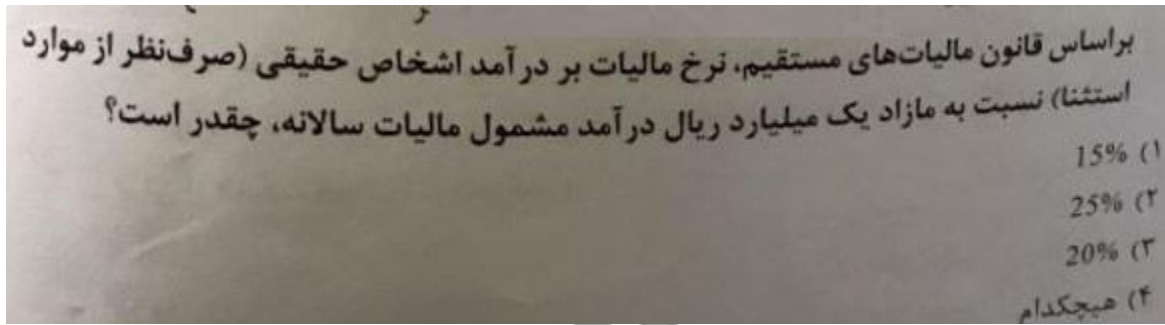 براساس قانون مالیات‌های مستقیم، نرخ مالیات بر درآمد اشخاص حقیقی (صرف‌نظر از موارد
استثنا) نسبت به مازاد یک میلیارد ریال درآمد مشمول مالیات سالانه، چقدر است؟
۱) 15%
۲) 25%
۳) 20%
۴) هیچکدام